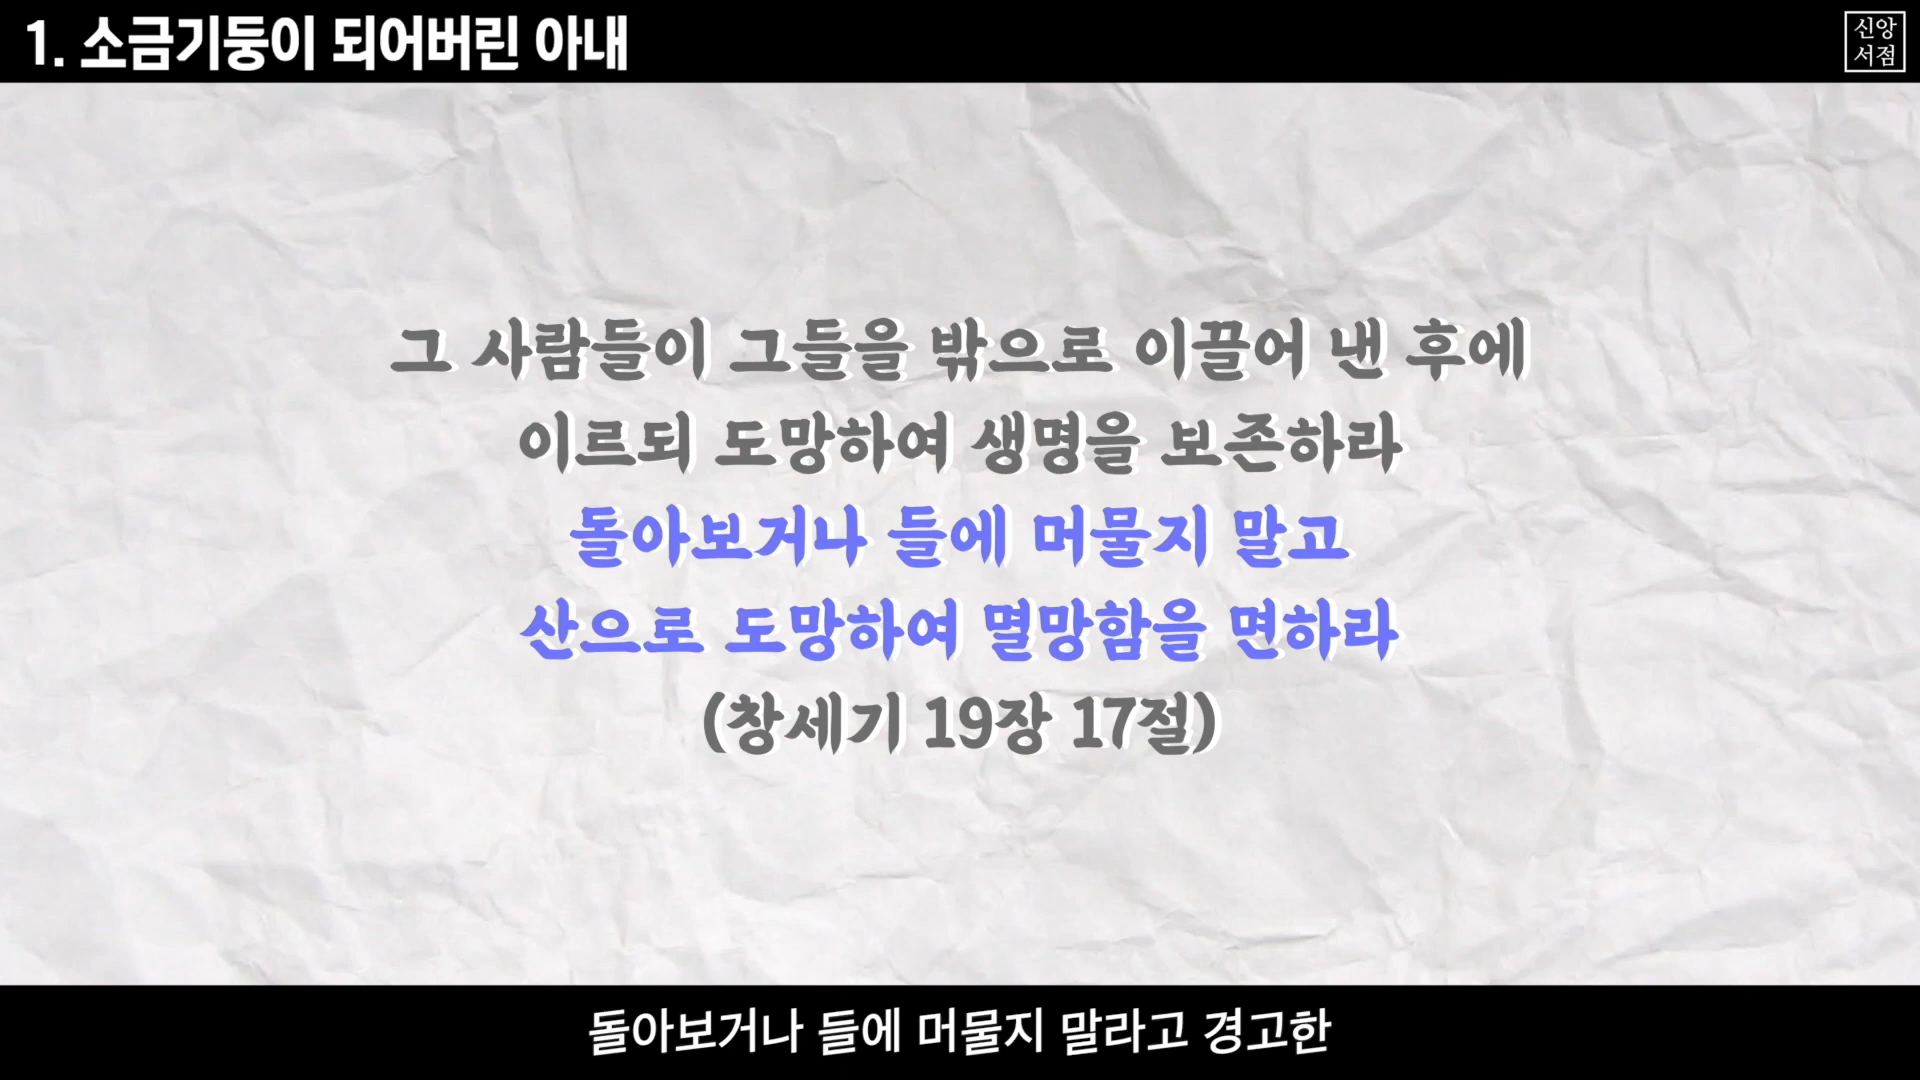 1. 소금기둥이 되어버린 아내
신앙
서점
그 사람들이 그들을 밖으로 이끌어 낸 후에
이르되 도망하여 생명을 보존하라
돌아보거나 들에 머물지 말고
산으로 도망하여 멸망함을 면하라
(창세기 19장 17절)
돌아보거나 들에 머물지 말라고 경고한